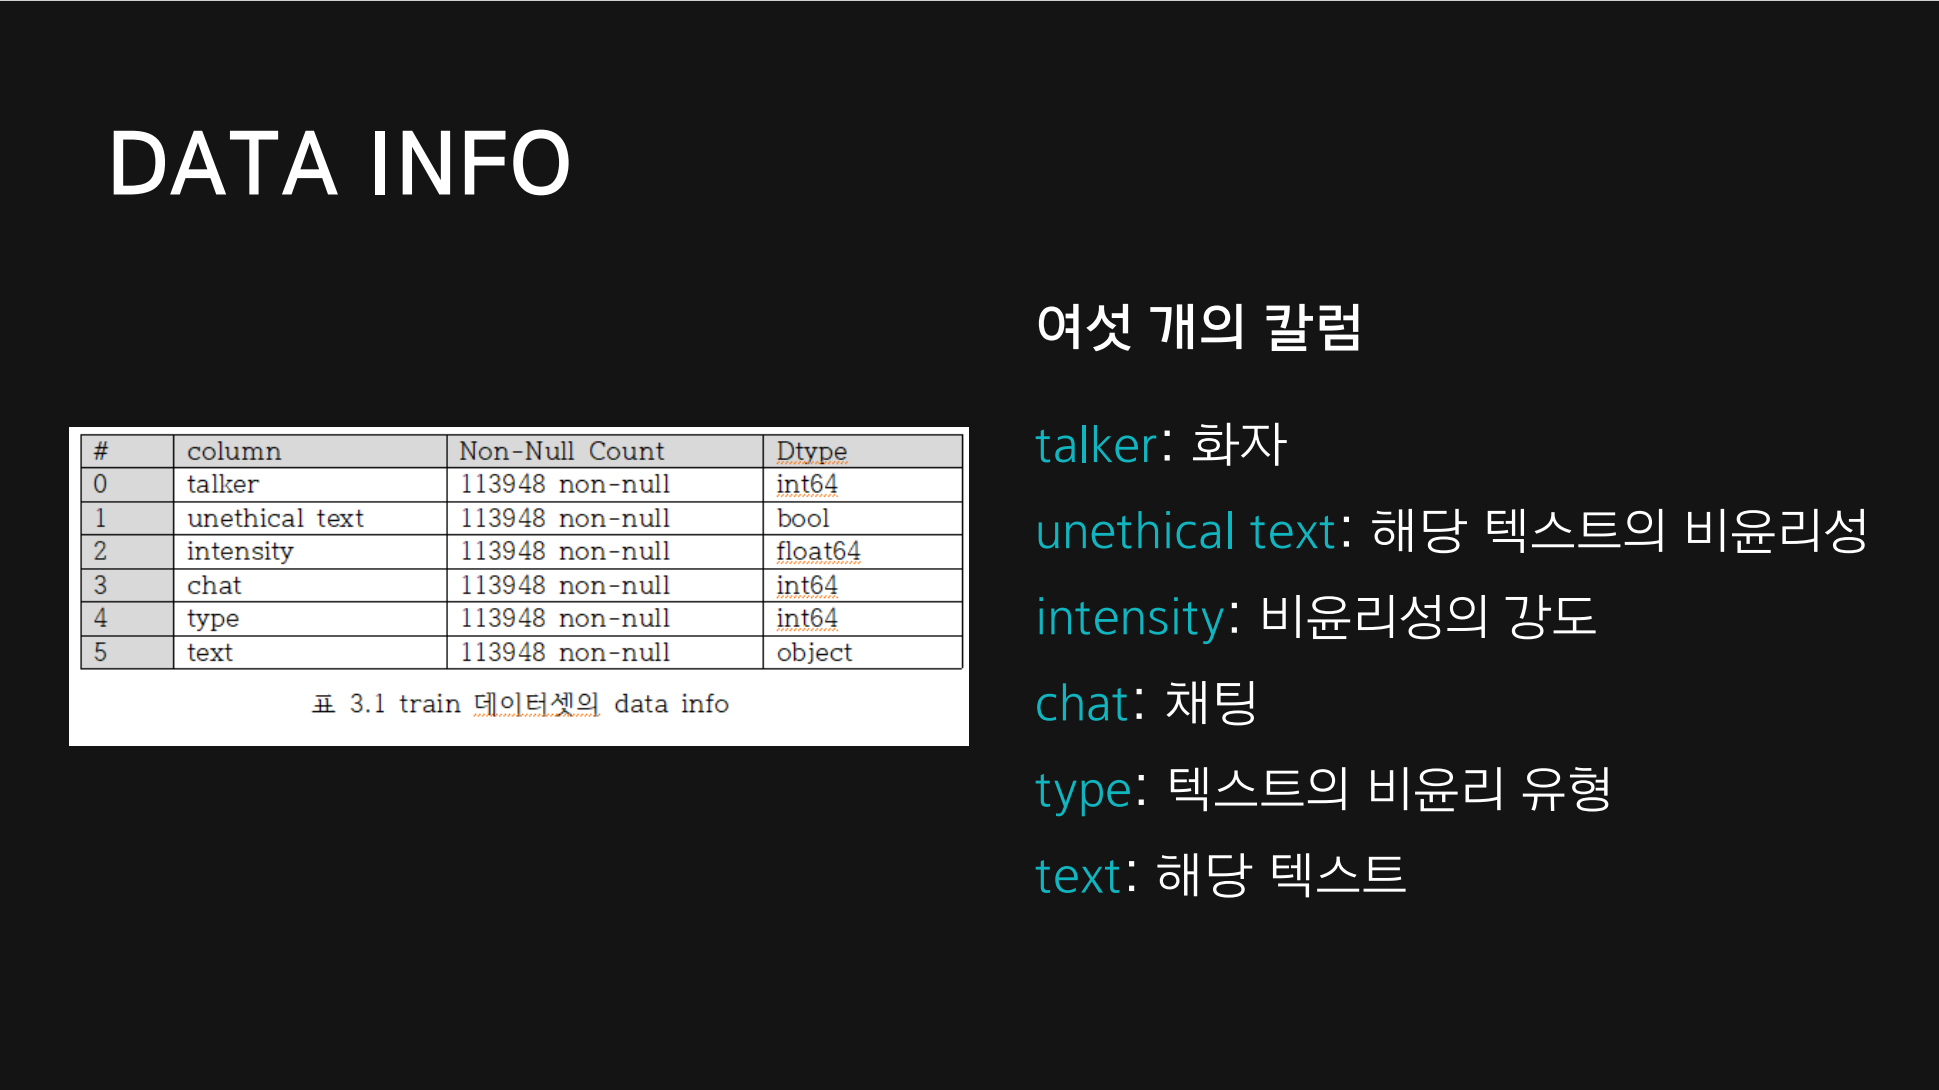 DATA INFO
# column Non-Null Count Dtype
0 talker 113948 non-null int64
1 unethical text 113948 non-null bool
2 intensity 113948 non-null float64
3 chat 113948 non-null int64
4 type 113948 non-null int64
5 text 113948 non-null object
표 3.1 train 데이터셋의 data info
여섯 개의 칼럼
talker: 화자
unethical text: 해당 텍스트의 비윤리성
intensity: 비윤리성의 강도
chat: 채팅
type: 텍스트의 비윤리 유형
text: 해당 텍스트